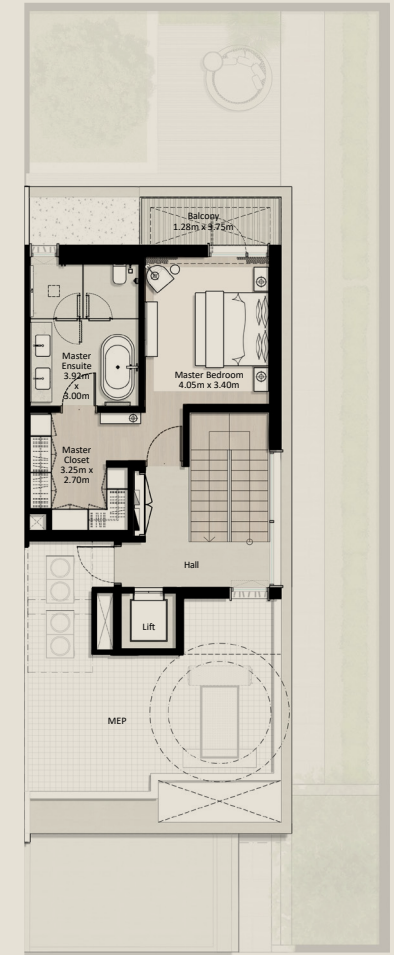 Balcony
1.28m x 3.75m
Master
Ensuite
3.92m
x
3.00m
Master Bedroom
4.05m x 3.40m
Master
Closet
3.25m x
2.70m
Hall
Lift
MEP